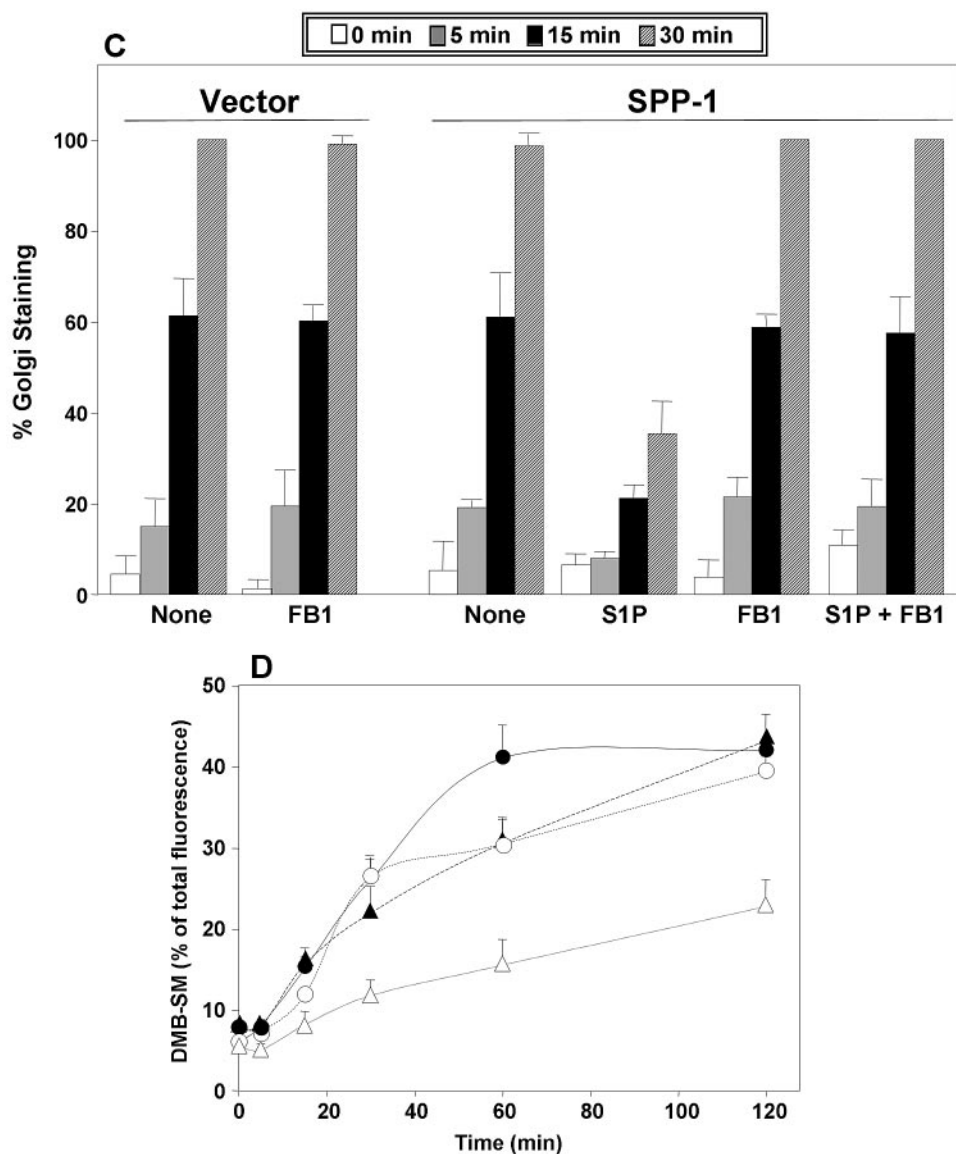 C
0 min 5 min 15 min 30 min
Vector SPP-1
% Golgi Staining
100
80
60
40
20
0
None FB1 None S1P FB1 S1P + FB1
D
DMB-SM (% of total fluorescence)
50
40
30
20
10
0
0 20 40 60 80 100 120
Time (min)